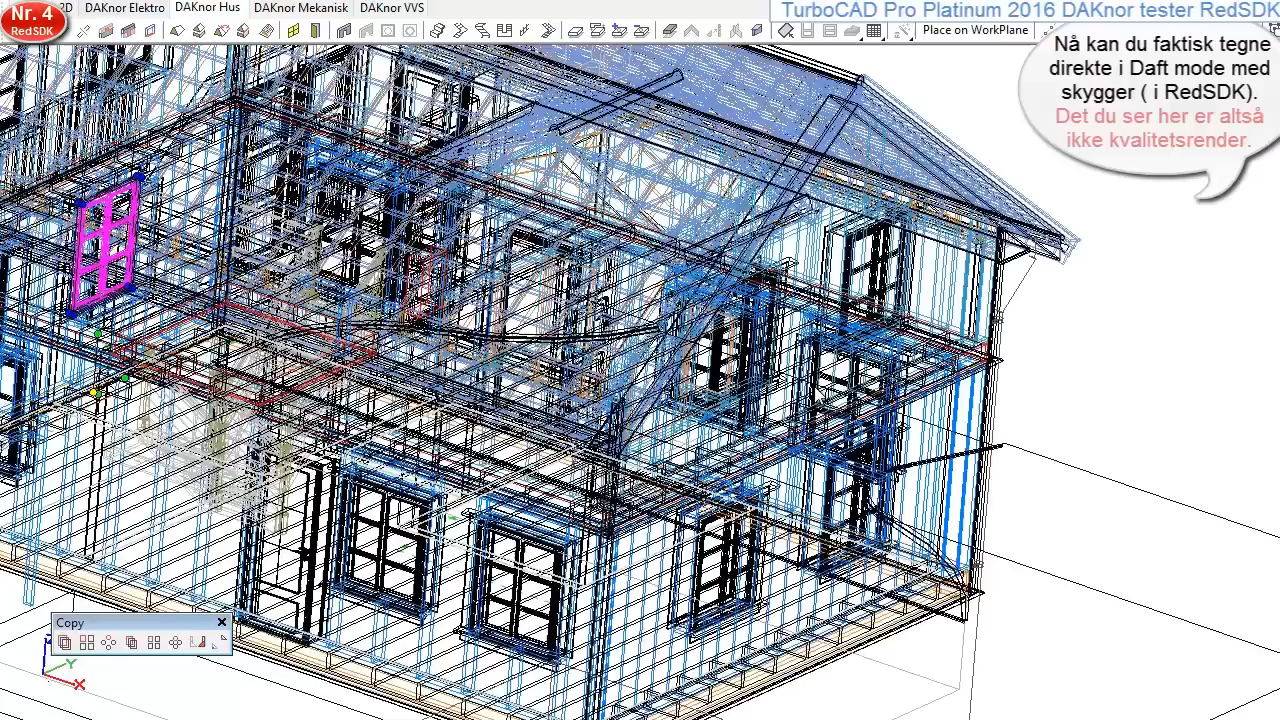 Nr. 4
RedSDK
2D
DAKnor Elektro
DAKnor Hus
DAKnor Mekanisk
DAKnor VVS
TurboCAD Pro Platinum 2016 DAKnor tester RedSDK
Place on WorkPlane
Nå kan du faktisk tegne
direkte i Daft mode med
skygger ( i RedSDK).
Det du ser her er altså
ikke kvalitetsrender.
Copy
Y
X